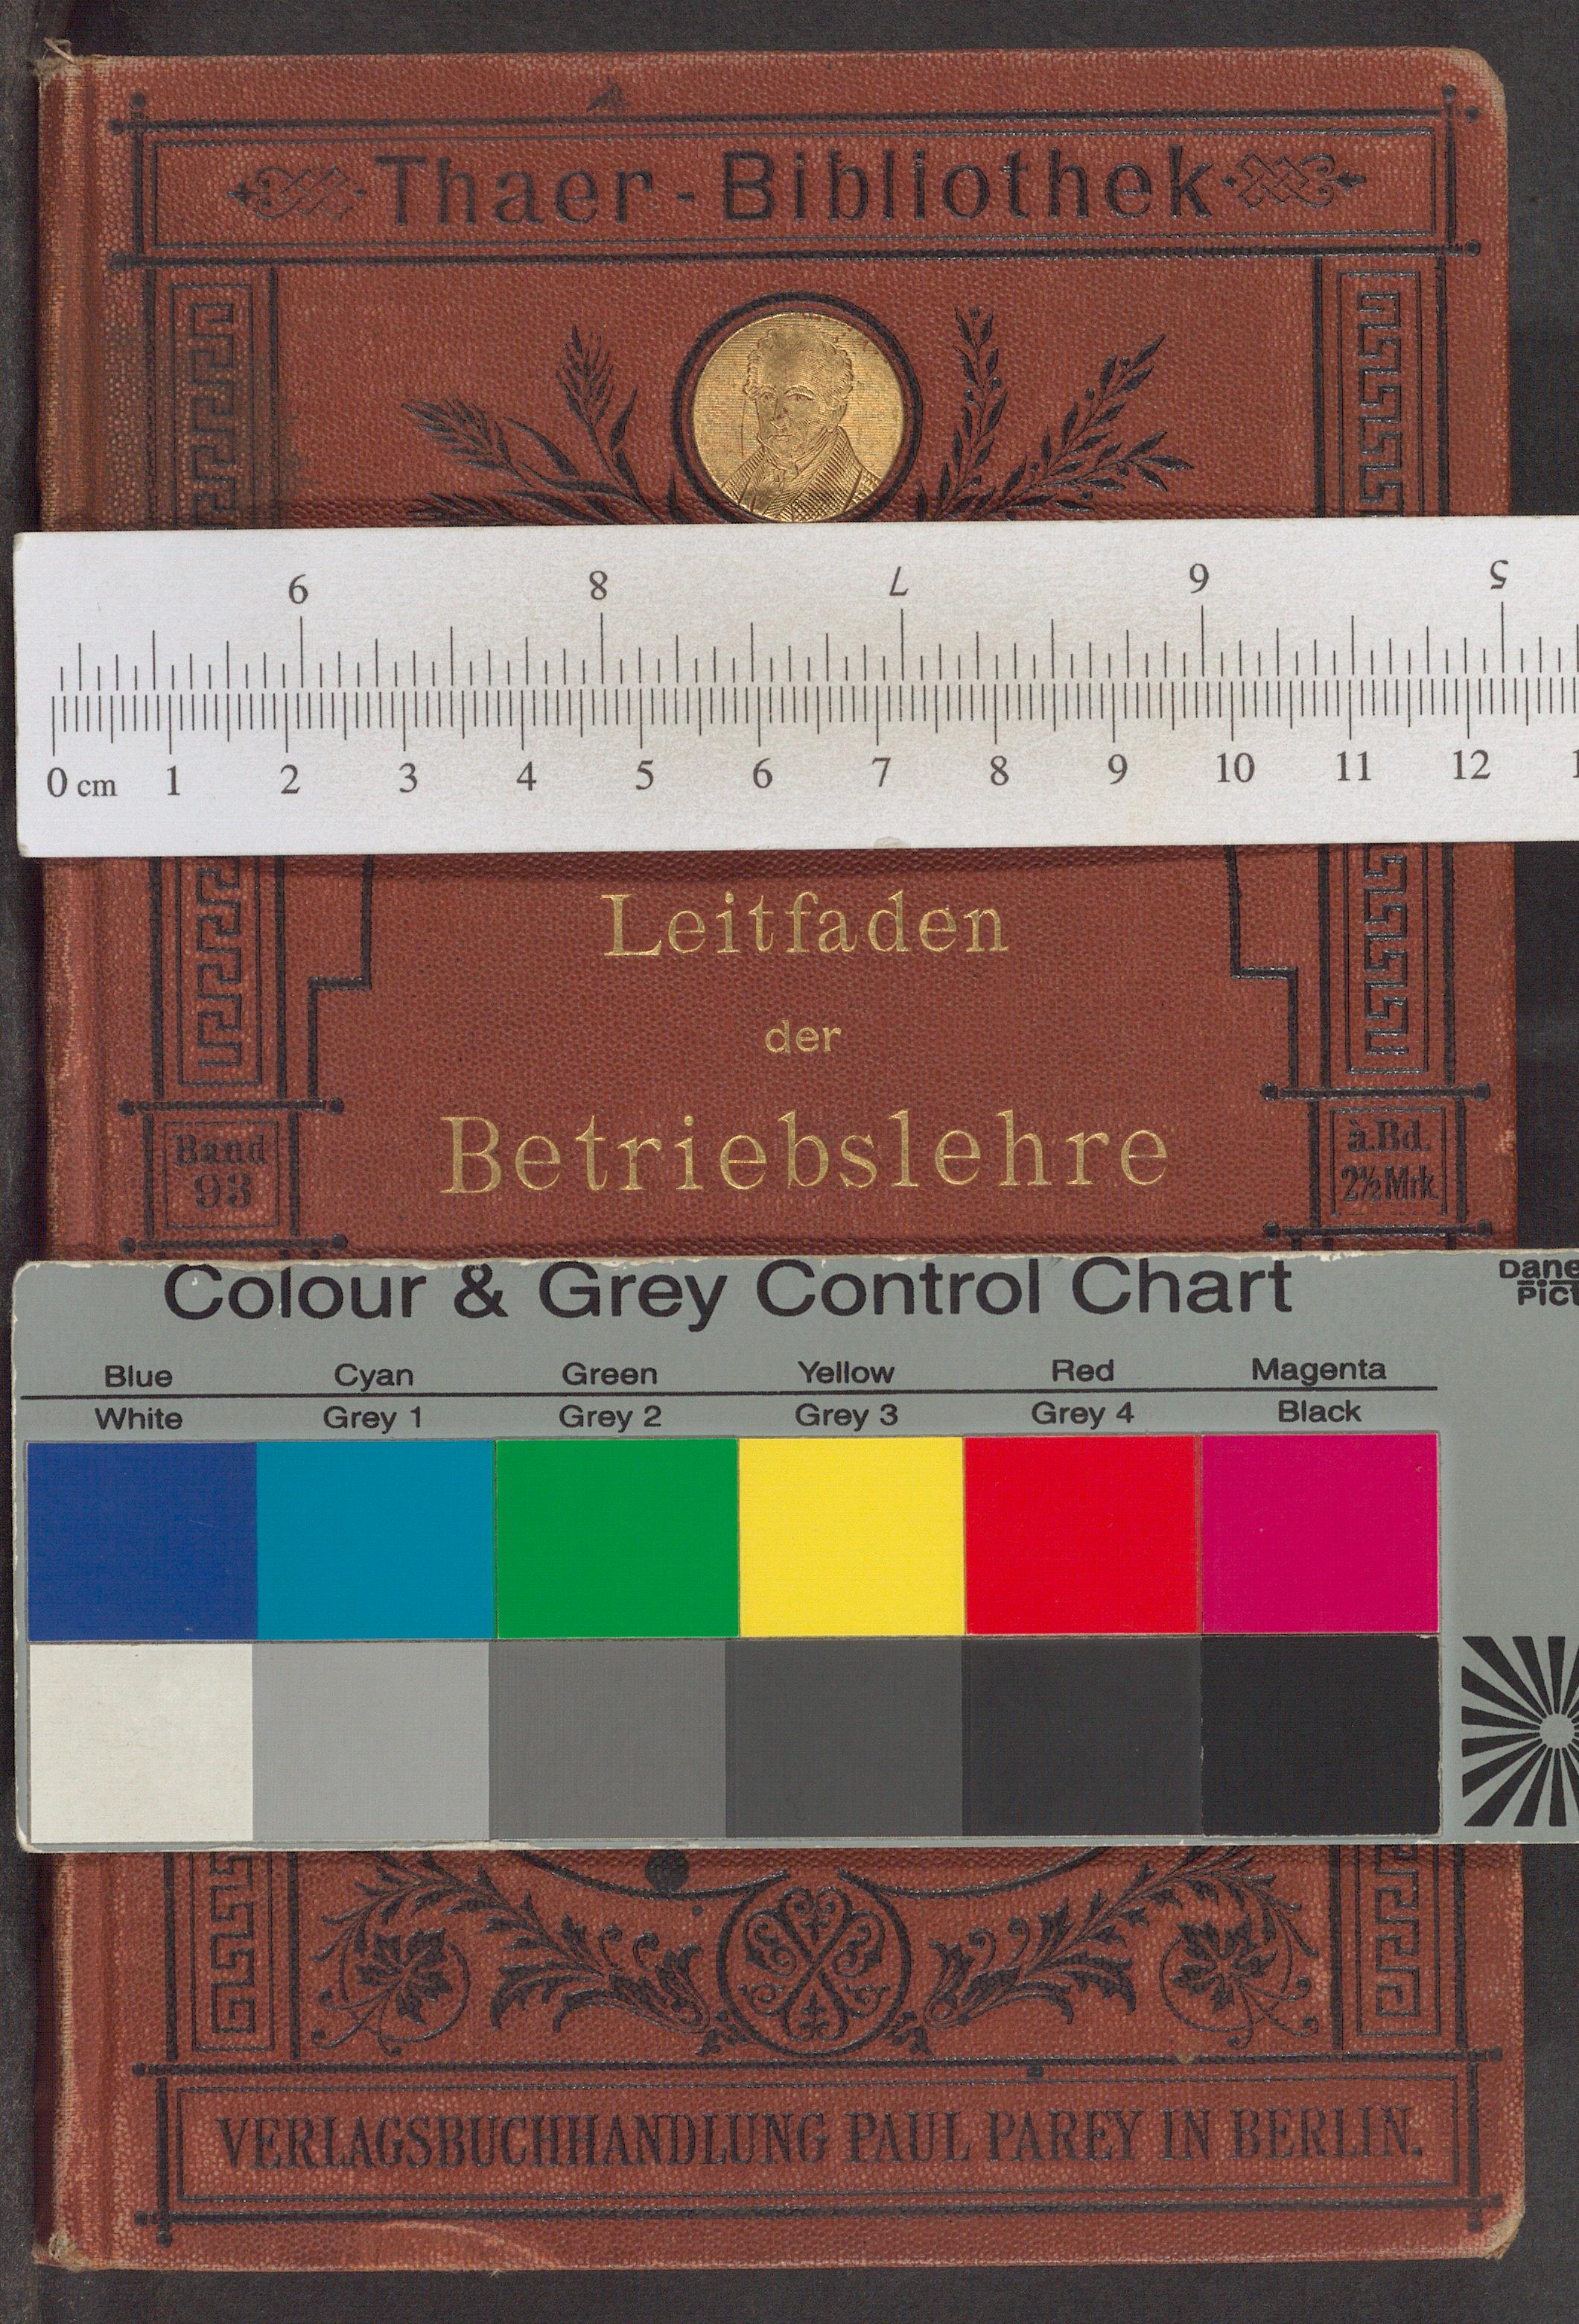 Thaer-Bibliothek
9 8 7 6 5
0 cm 1 2 3 4 5 6 7 8 9 10 11 12
Leitfaden
der
Betriebslehre
Band
93
à.Bd.
2½ Mrk.
Colour & Grey Control Chart
Blue Cyan Green Yellow Red Magenta
White Grey 1 Grey 2 Grey 3 Grey 4 Black
VERLAGSBUCHHANDLUNG PAUL PAREY IN BERLIN.